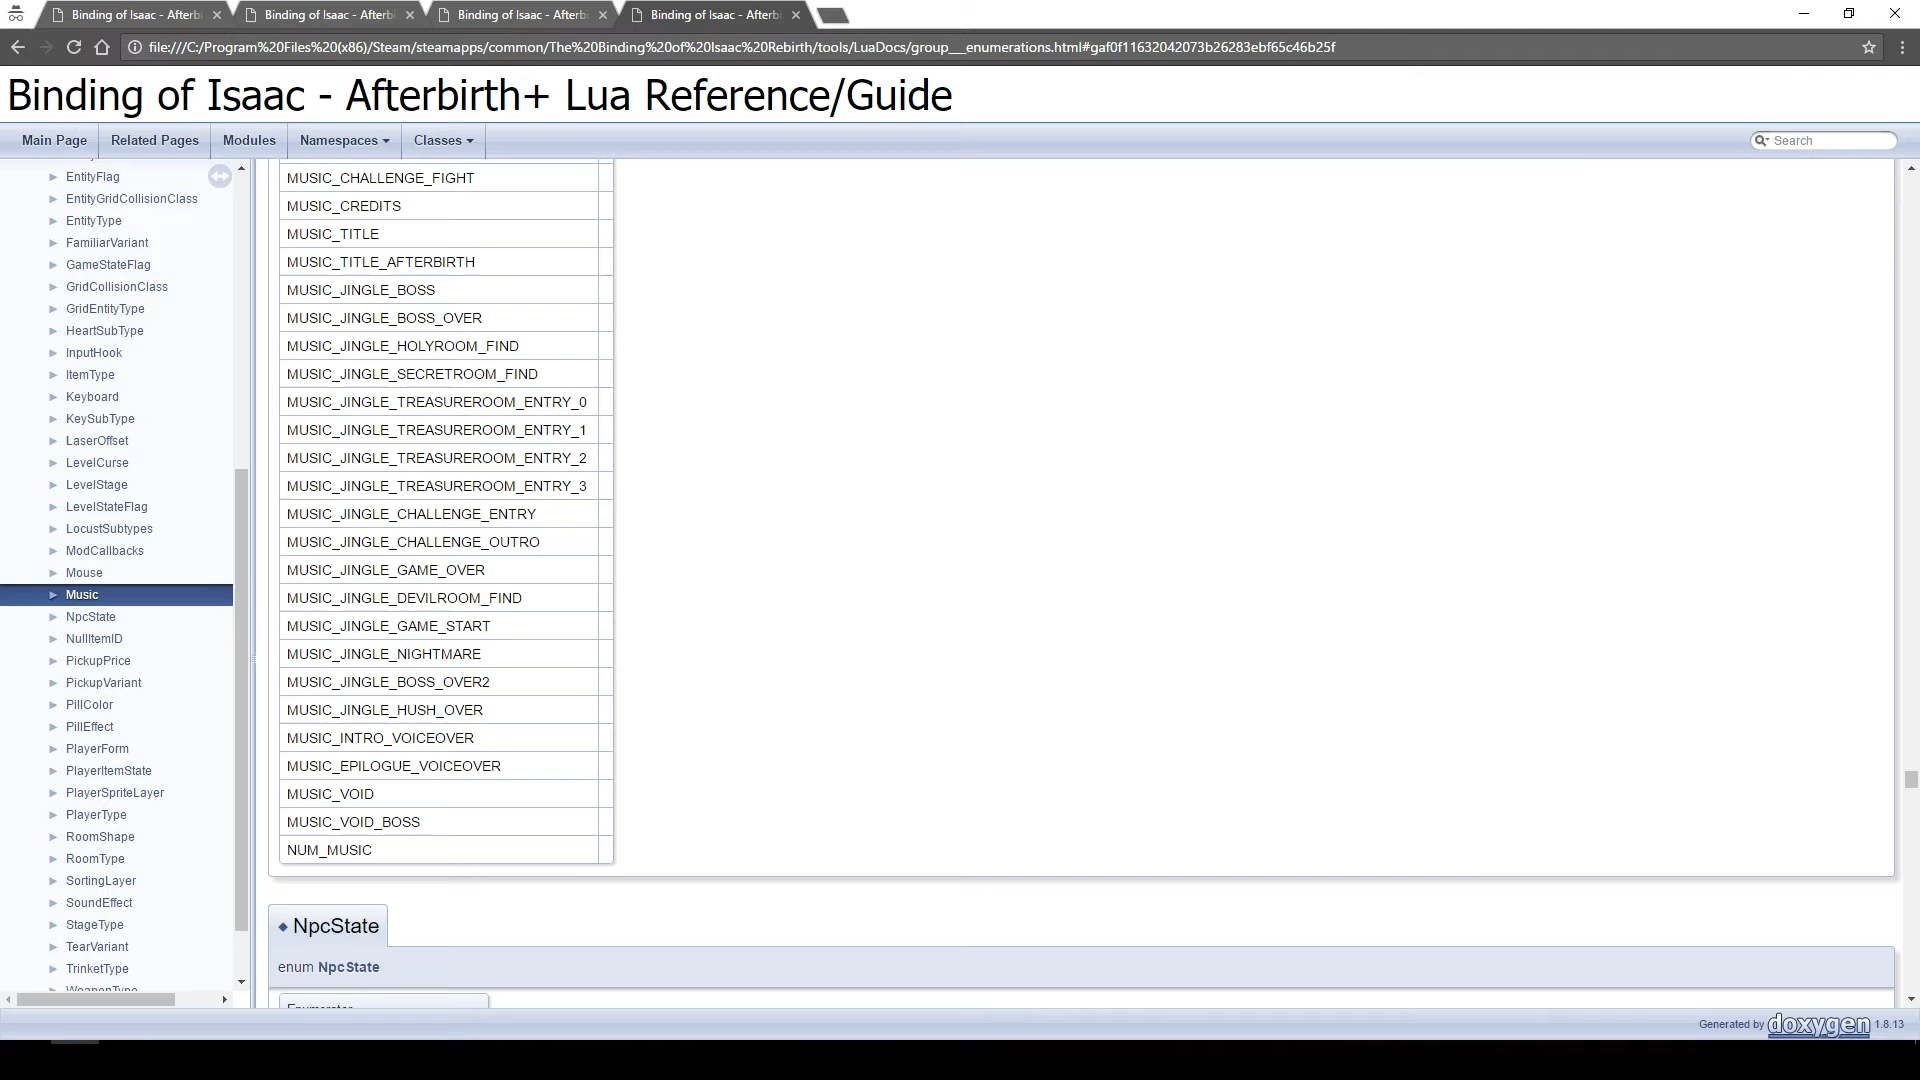 Binding of Isaac - Afterbi
Binding of Isaac - Afterbi
Binding of Isaac - Afterbi
Binding of Isaac - Afterbi
file:///C:/Program%20Files%20(x86)/Steam/steamapps/common/The%20Binding%20of%20Isaac%20Rebirth/tools/LuaDocs/group__enumerations.html#gaf0f11632042073b26283ebf65c46b25f
Binding of Isaac - Afterbirth+ Lua Reference/Guide
Main Page
Related Pages
Modules
Namespaces
Classes
Search
EntityFlag
EntityGridCollisionClass
EntityType
FamiliarVariant
GameStateFlag
GridCollisionClass
GridEntityType
HeartSubType
InputHook
ItemType
Keyboard
KeySubType
LaserOffset
LevelCurse
LevelStage
LevelStateFlag
LocustSubtypes
ModCallbacks
Mouse
Music
NpcState
NullItemID
PickupPrice
PickupVariant
PillColor
PillEffect
PlayerForm
PlayerItemState
PlayerSpriteLayer
PlayerType
RoomShape
RoomType
SortingLayer
SoundEffect
StageType
TearVariant
TrinketType
WeaponType
MUSIC_CHALLENGE_FIGHT
MUSIC_CREDITS
MUSIC_TITLE
MUSIC_TITLE_AFTERBIRTH
MUSIC_JINGLE_BOSS
MUSIC_JINGLE_BOSS_OVER
MUSIC_JINGLE_HOLYROOM_FIND
MUSIC_JINGLE_SECRETROOM_FIND
MUSIC_JINGLE_TREASUREROOM_ENTRY_0
MUSIC_JINGLE_TREASUREROOM_ENTRY_1
MUSIC_JINGLE_TREASUREROOM_ENTRY_2
MUSIC_JINGLE_TREASUREROOM_ENTRY_3
MUSIC_JINGLE_CHALLENGE_ENTRY
MUSIC_JINGLE_CHALLENGE_OUTRO
MUSIC_JINGLE_GAME_OVER
MUSIC_JINGLE_DEVILROOM_FIND
MUSIC_JINGLE_GAME_START
MUSIC_JINGLE_NIGHTMARE
MUSIC_JINGLE_BOSS_OVER2
MUSIC_JINGLE_HUSH_OVER
MUSIC_INTRO_VOICEOVER
MUSIC_EPILOGUE_VOICEOVER
MUSIC_VOID
MUSIC_VOID_BOSS
NUM_MUSIC
NpcState
enum NpcState
Enumerator
Generated by doxygen 1.8.13